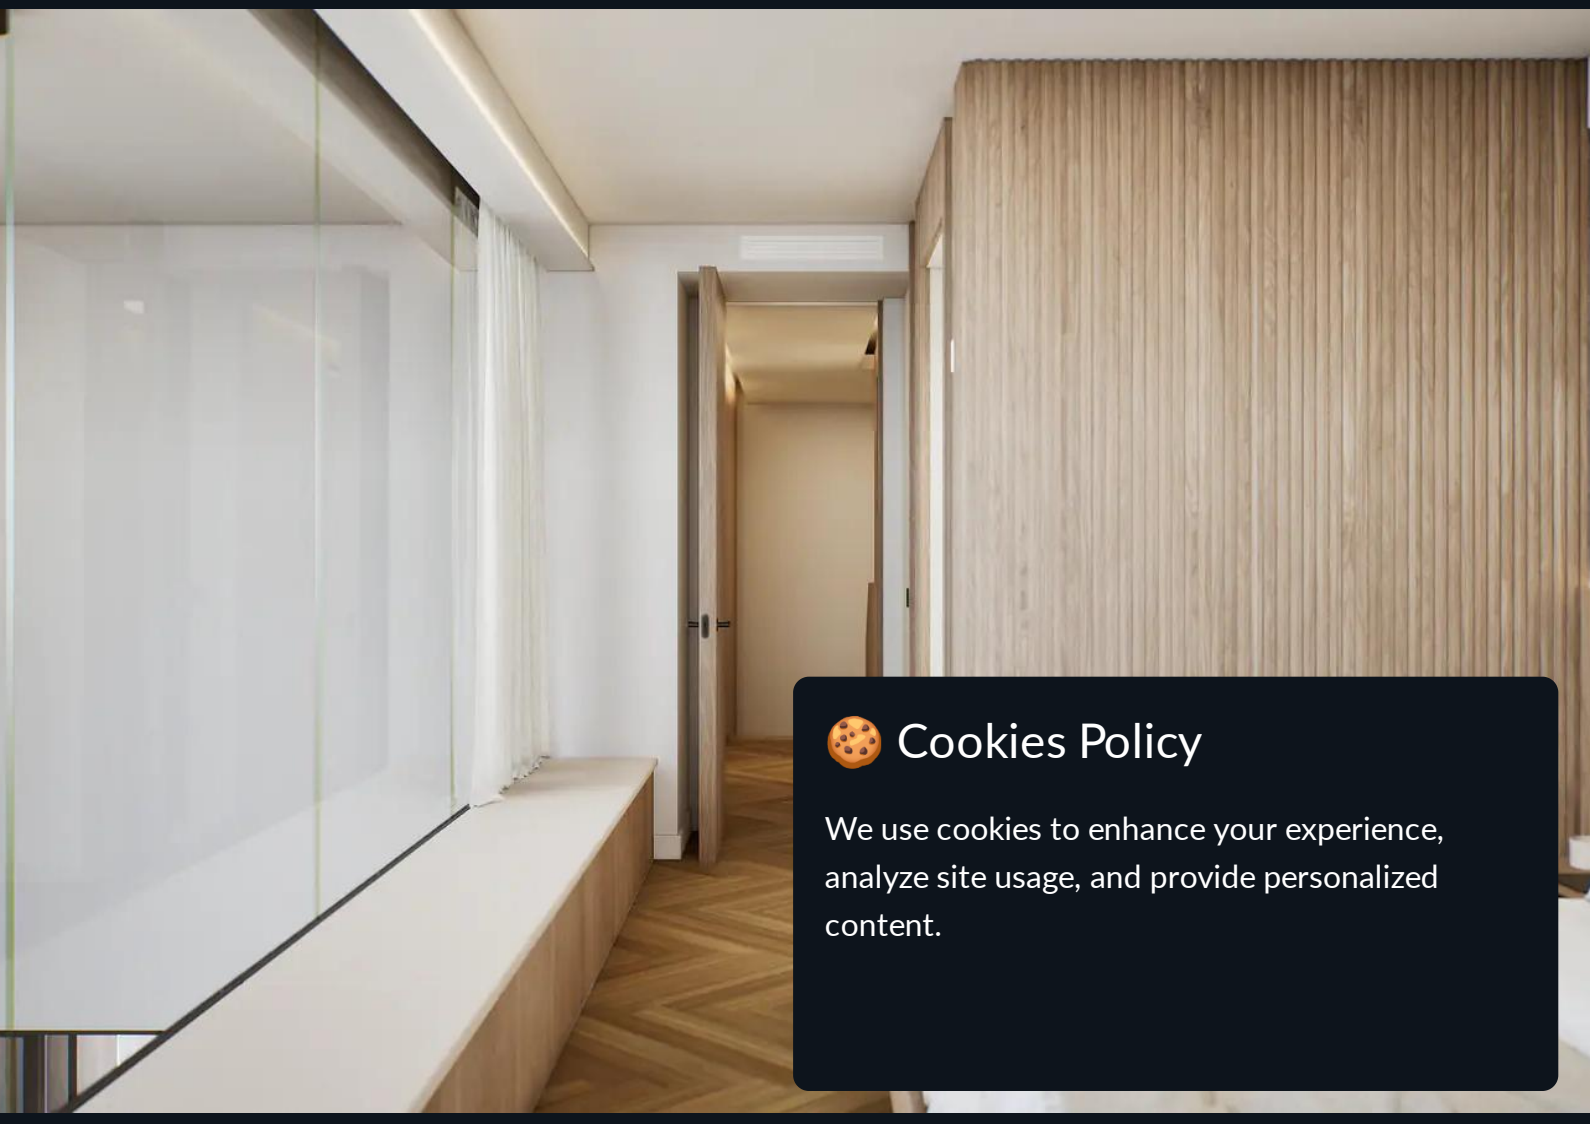 🍪 Cookies Policy
We use cookies to enhance your experience,
analyze site usage, and provide personalized
content.